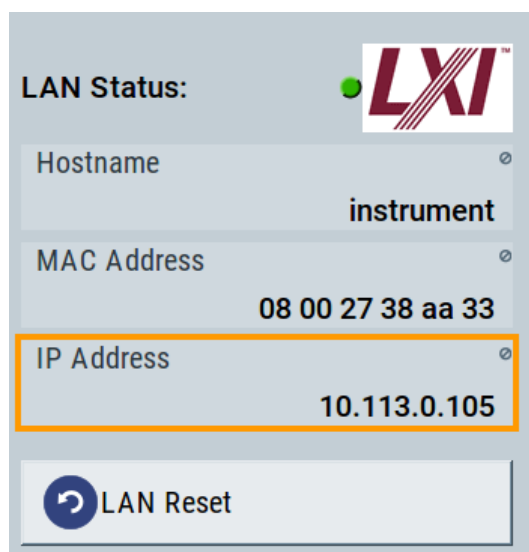 LAN Status:
LXI™
Hostname
instrument
MAC Address
08 00 27 38 aa 33
IP Address
10.113.0.105
LAN Reset